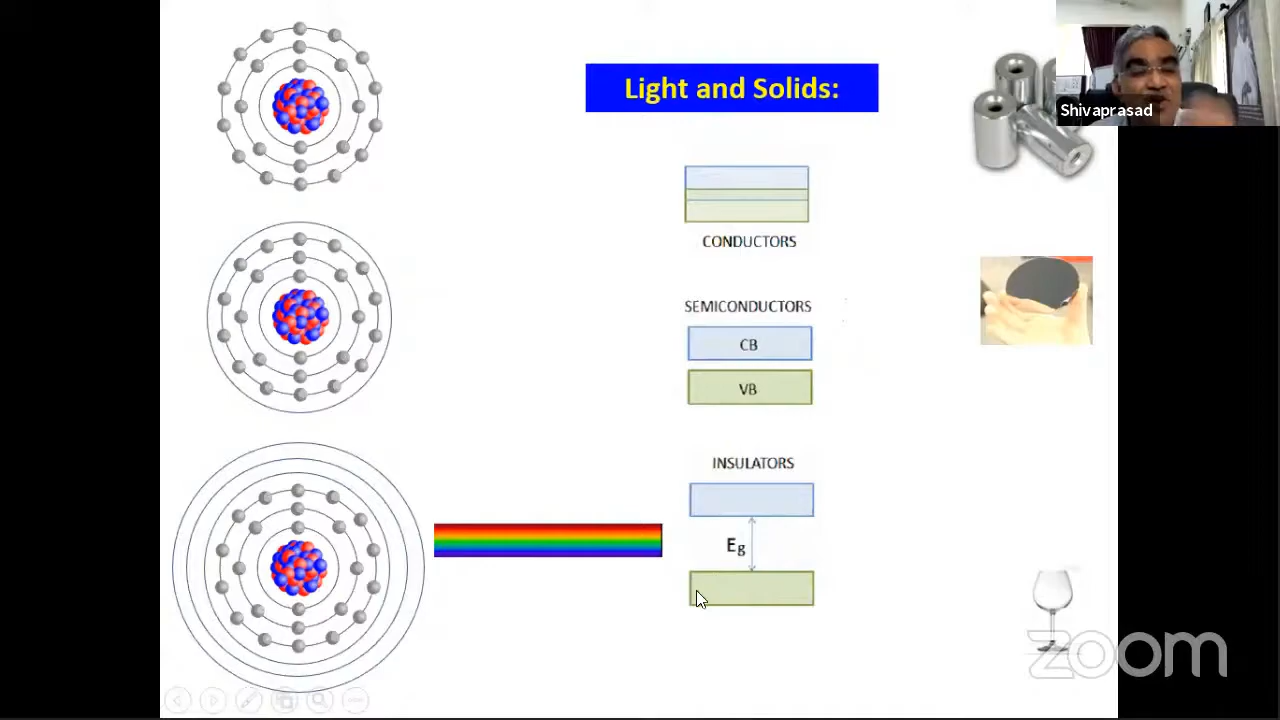 Light and Solids:
Shivaprasad
CONDUCTORS
SEMICONDUCTORS
CB
VB
INSULATORS
Eg
zoom